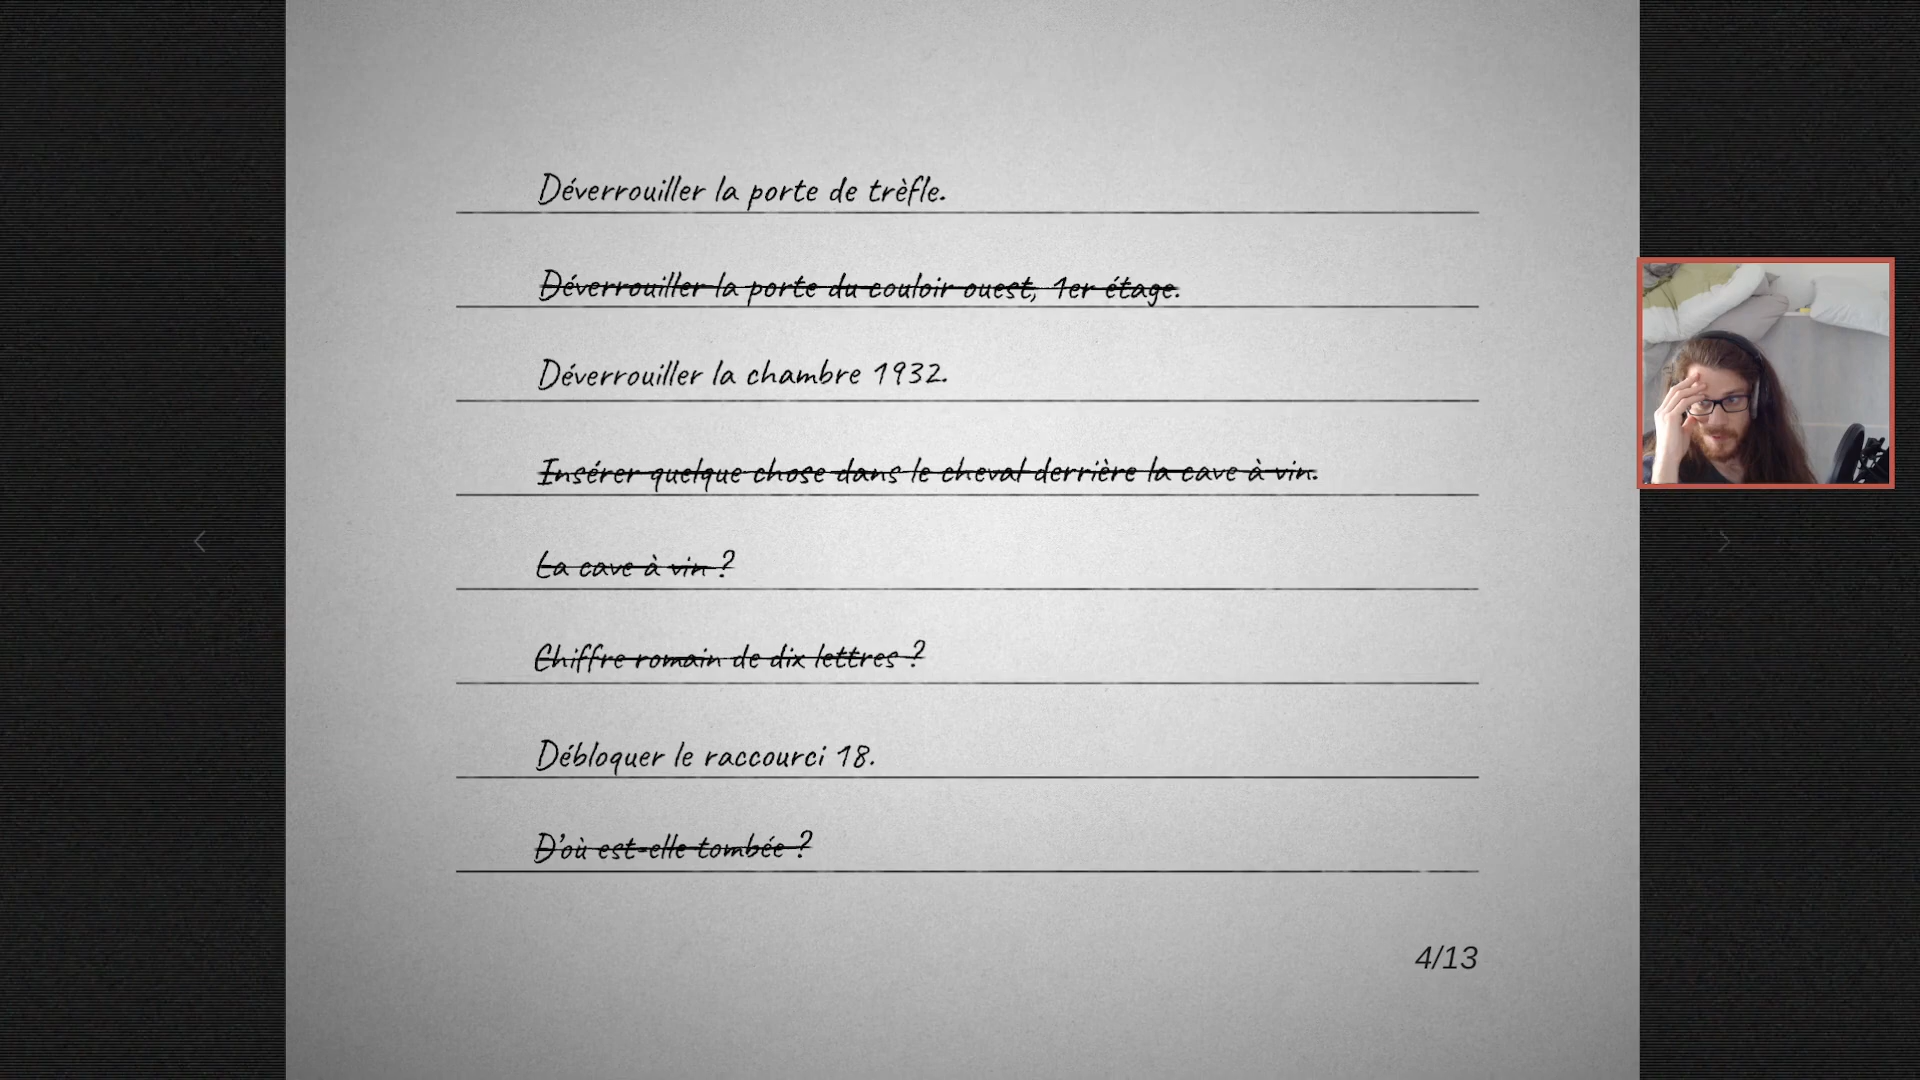 Déverrouiller la porte de trèfle.
Déverrouiller la porte du couloir ouest, 1er étage.
Déverrouiller la chambre 1932.
Insérer quelque chose dans le cheval derrière la cave à vin.
La cave à vin ?
Chiffre romain de dix lettres ?
Débloquer le raccourci 18.
D'où est-elle tombée ?
4/13